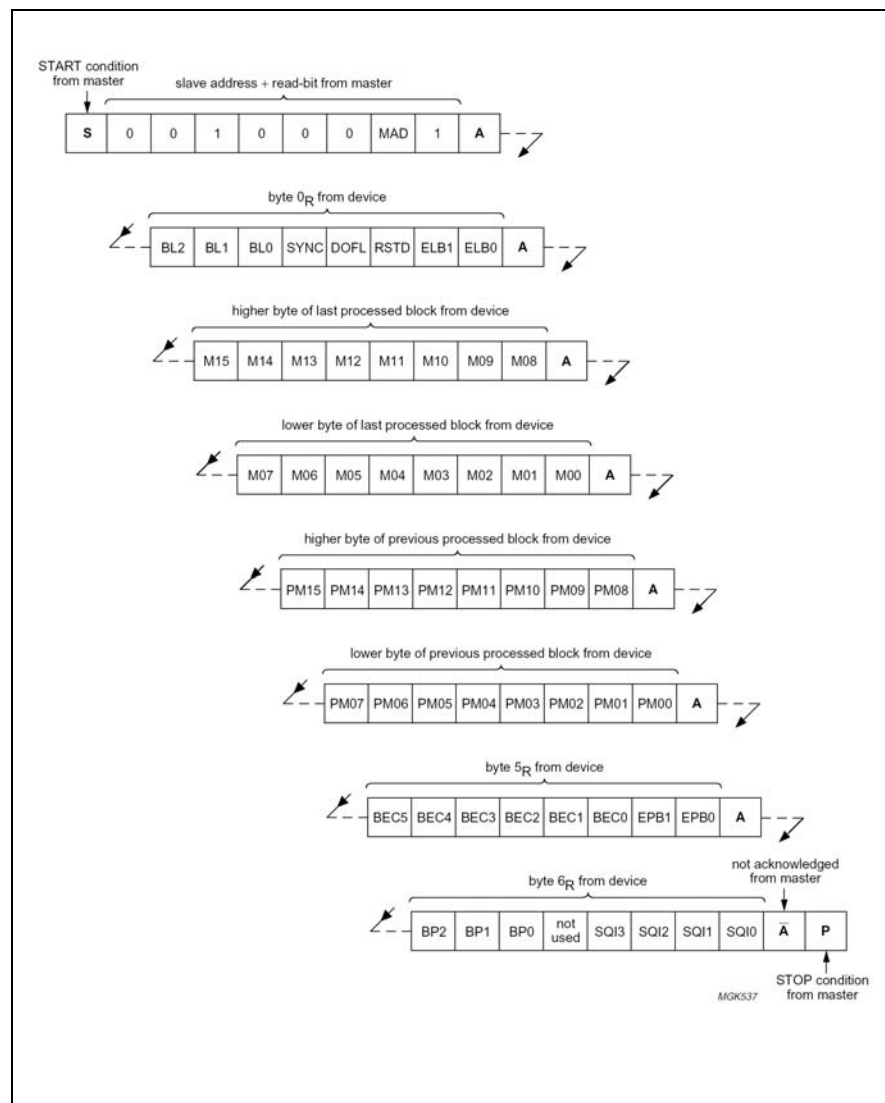 START condition
from master
slave address + read-bit from master
S 0 0 1 0 0 0 MAD 1 A
byte 0R from device
BL2 BL1 BL0 SYNC DOFL RSTD ELB1 ELB0 A
higher byte of last processed block from device
M15 M14 M13 M12 M11 M10 M09 M08 A
lower byte of last processed block from device
M07 M06 M05 M04 M03 M02 M01 M00 A
higher byte of previous processed block from device
PM15 PM14 PM13 PM12 PM11 PM10 PM09 PM08 A
lower byte of previous processed block from device
PM07 PM06 PM05 PM04 PM03 PM02 PM01 PM00 A
byte 5R from device
BEC5 BEC4 BEC3 BEC2 BEC1 BEC0 EPB1 EPB0 A
not acknowledged
from master
byte 6R from device
BP2 BP1 BP0 not used SQI3 SQI2 SQI1 SQI0 A̅ P
MGK537
STOP condition
from master